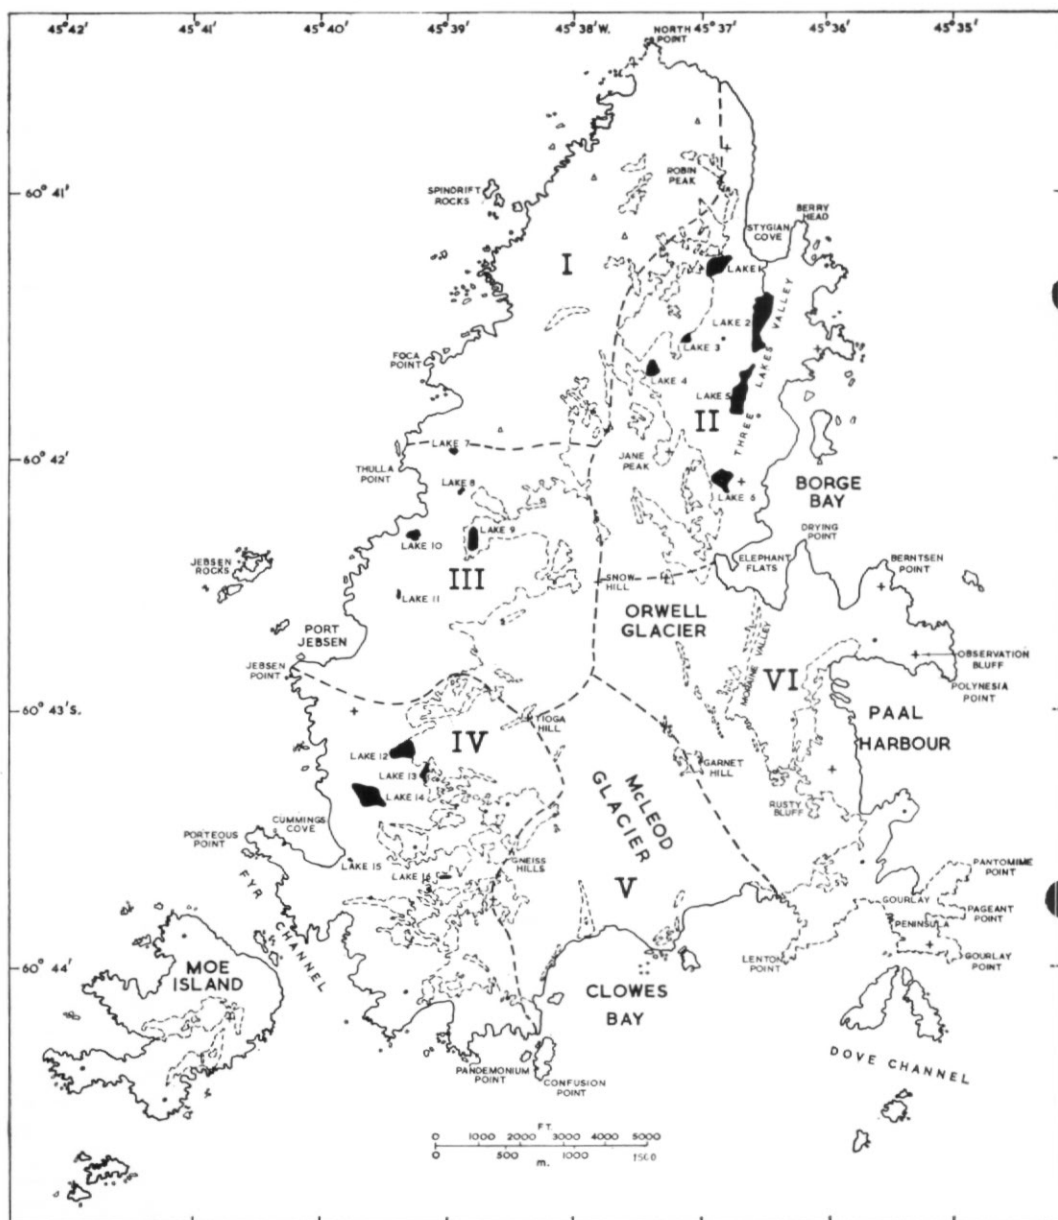 45° 42'
45° 41'
45° 40'
45° 39'
45° 38' W.
45° 37'
45° 36'
45° 35'
NORTH
POINT
60° 41'
SPINDRIFT
ROCKS
ROBIN
PEAK
BERRY
HEAD
STYGIAN
COVE
I
LAKE 1
LAKE 2
THREE LAKES VALLEY
LAKE 3
FOCA
POINT
LAKE 4
LAKE 5
II
60° 42'
LAKE 7
THULLA
POINT
JANE
PEAK
LAKE 8
LAKE 6
BORGE
BAY
LAKE 9
LAKE 10
DRYING
POINT
JEBSEN
ROCKS
ELEPHANT
FLATS
BERNTSEN
POINT
III
SNOW
HILL
LAKE 11
ORWELL
GLACIER
PORT
JEBSEN
MORAINE VALLEY
OBSERVATION
BLUFF
JEBSEN
POINT
VI
POLYNESIA
POINT
60° 43' S.
TIOGA
HILL
PAAL
HARBOUR
IV
LAKE 12
LAKE 13
GARNET
HILL
LAKE 14
McLEOD
GLACIER
RUSTY
BLUFF
CUMMINGS
COVE
PORTEOUS
POINT
LAKE 15
GNEISS
HILLS
LAKE 16
PANTOMIME
POINT
FYR CHANNEL
V
GOURLAY
PENINSULA
PAGEANT
POINT
60° 44'
MOE
ISLAND
LENTON
POINT
GOURLAY
POINT
CLOWES
BAY
DOVE CHANNEL
PANDEMONIUM
POINT
CONFUSION
POINT
FT.
0 1000 2000 3000 4000 5000
0 500 1000 1500
m.